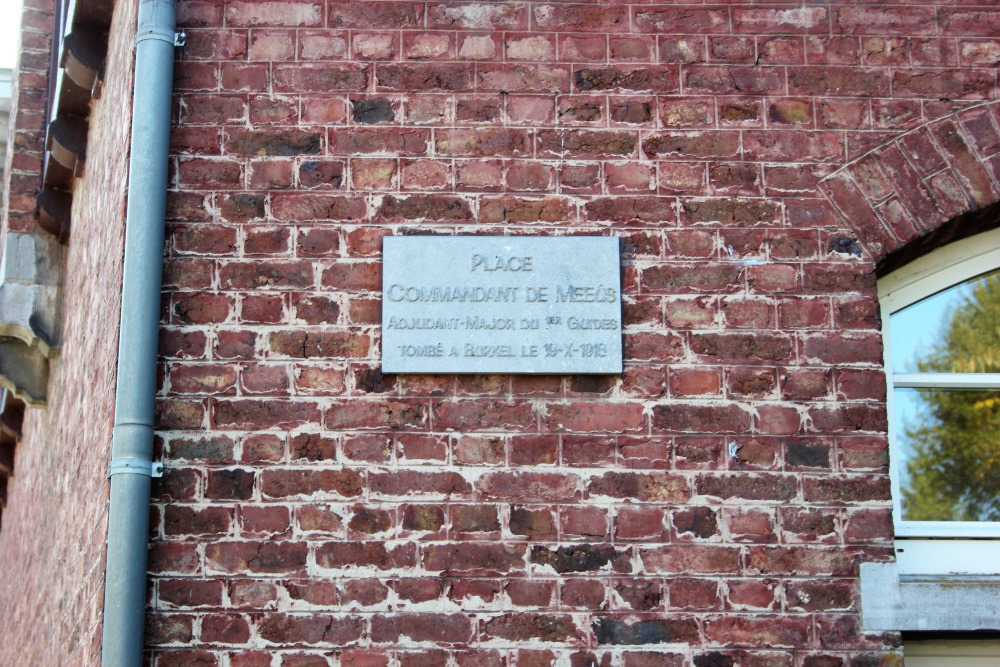 PLACE
COMMANDANT DE MEEÛS
ADJUDANT-MAJOR DU 1ER GUIDES
TOMBÉ A BURKEL LE 19-X-1918